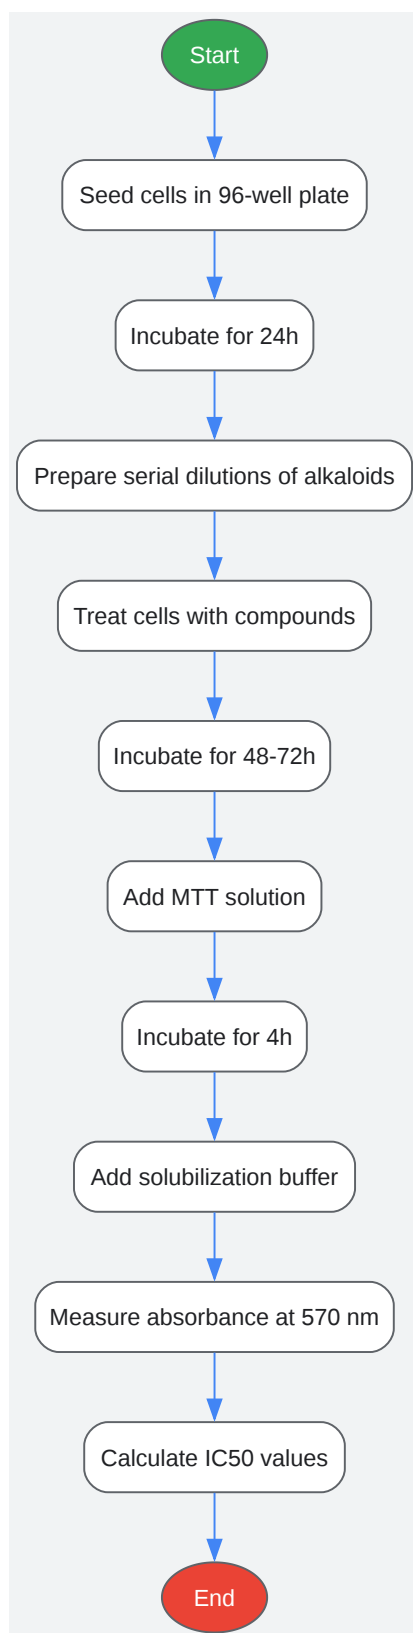 Start
Seed cells in 96-well plate
Incubate for 24h
Prepare serial dilutions of alkaloids
Treat cells with compounds
Incubate for 48-72h
Add MTT solution
Incubate for 4h
Add solubilization buffer
Measure absorbance at 570 nm
Calculate IC50 values
End